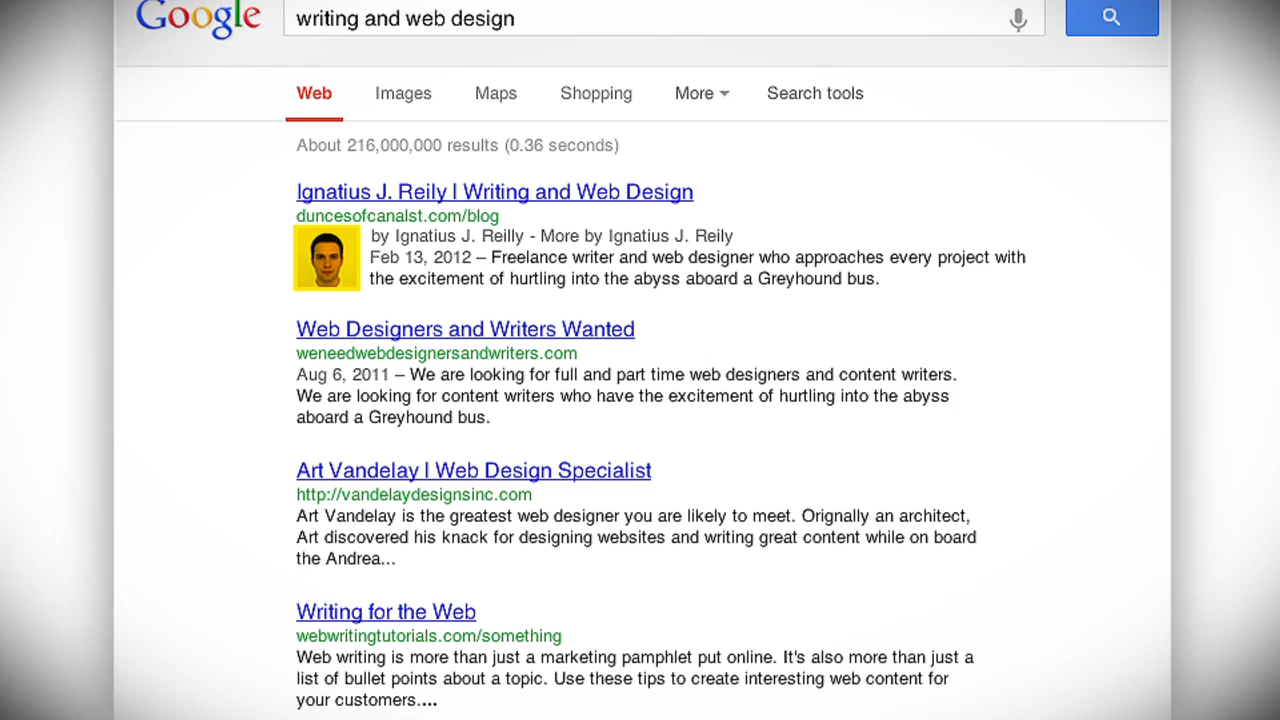 Google
writing and web design
Web Images Maps Shopping More Search tools
About 216,000,000 results (0.36 seconds)
Ignatius J. Reily | Writing and Web Design
duncesofcanalst.com/blog
by Ignatius J. Reilly - More by Ignatius J. Reily
Feb 13, 2012 – Freelance writer and web designer who approaches every project with
the excitement of hurtling into the abyss aboard a Greyhound bus.
Web Designers and Writers Wanted
weneedwebdesignersandwriters.com
Aug 6, 2011 – We are looking for full and part time web designers and content writers.
We are looking for content writers who have the excitement of hurtling into the abyss
aboard a Greyhound bus.
Art Vandelay | Web Design Specialist
http://vandelaydesignsinc.com
Art Vandelay is the greatest web designer you are likely to meet. Orignally an architect,
Art discovered his knack for designing websites and writing great content while on board
the Andrea...
Writing for the Web
webwritingtutorials.com/something
Web writing is more than just a marketing pamphlet put online. It's also more than just a
list of bullet points about a topic. Use these tips to create interesting web content for
your customers....